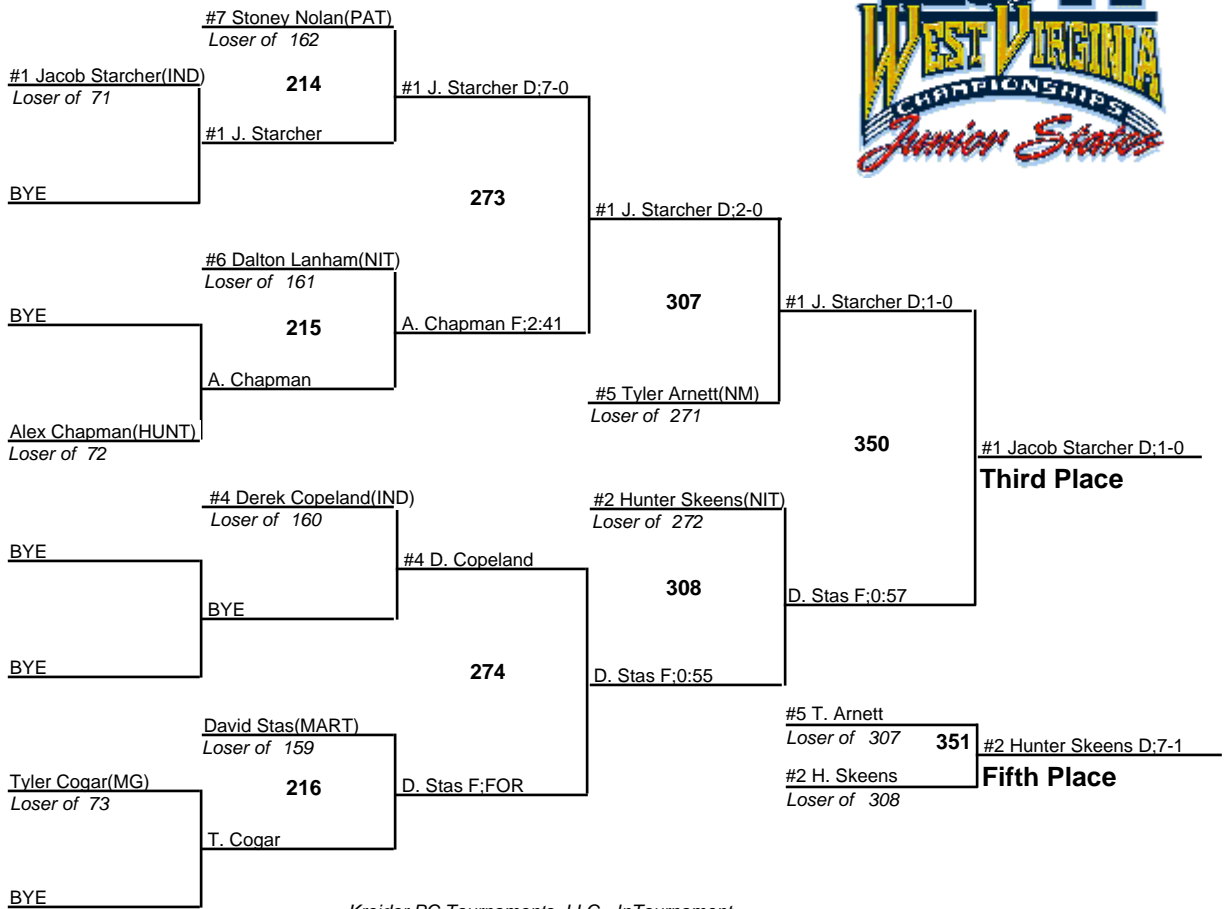 #7 Stoney Nolan(PAT)
Loser of 162
#1 Jacob Starcher(IND)
Loser of 71
214
#1 J. Starcher D;7-0
#1 J. Starcher
BYE
273
#1 J. Starcher D;2-0
#6 Dalton Lanham(NIT)
Loser of 161
BYE
215
A. Chapman F;2:41
307
#1 J. Starcher D;1-0
A. Chapman
#5 Tyler Arnett(NM)
Loser of 271
Alex Chapman(HUNT)
Loser of 72
350
#1 Jacob Starcher D;1-0
Third Place
#4 Derek Copeland(IND)
Loser of 160
#2 Hunter Skeens(NIT)
Loser of 272
BYE
#4 D. Copeland
308
BYE
D. Stas F;0:57
BYE
274
D. Stas F;0:55
David Stas(MART)
Loser of 159
#5 T. Arnett
Loser of 307
351
#2 Hunter Skeens D;7-1
Fifth Place
Tyler Cogar(MG)
Loser of 73
216
D. Stas F;FOR
#2 H. Skeens
Loser of 308
T. Cogar
BYE
WEST VIRGINIA
CHAMPIONSHIPS
Junior States